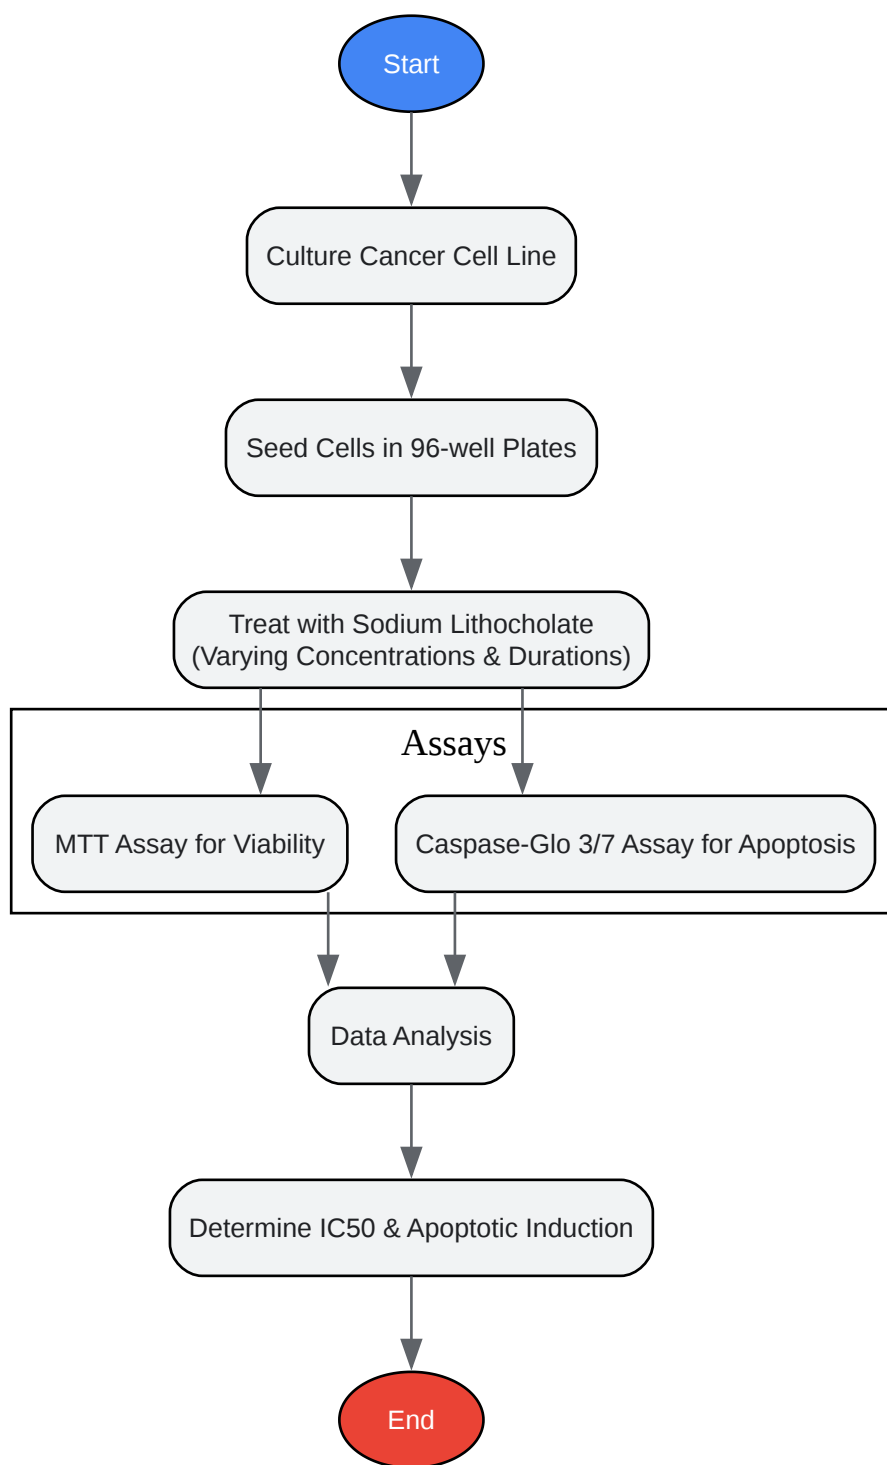 Start
Culture Cancer Cell Line
Seed Cells in 96-well Plates
Treat with Sodium Lithocholate
(Varying Concentrations & Durations)
Assays
MTT Assay for Viability
Caspase-Glo 3/7 Assay for Apoptosis
Data Analysis
Determine IC50 & Apoptotic Induction
End